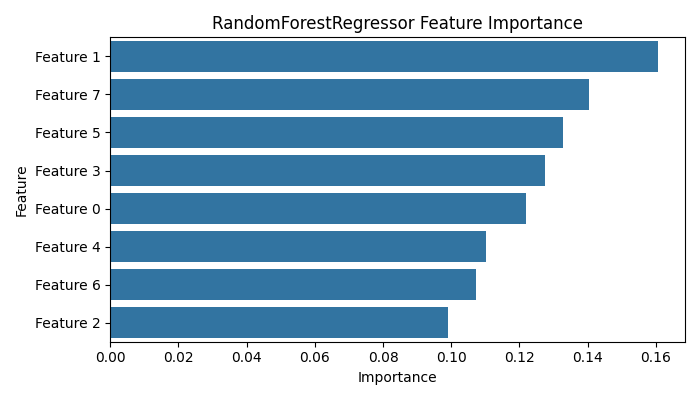 RandomForestRegressor Feature Importance
Feature
Feature 1
Feature 7
Feature 5
Feature 3
Feature 0
Feature 4
Feature 6
Feature 2
0.00 0.02 0.04 0.06 0.08 0.10 0.12 0.14 0.16
Importance